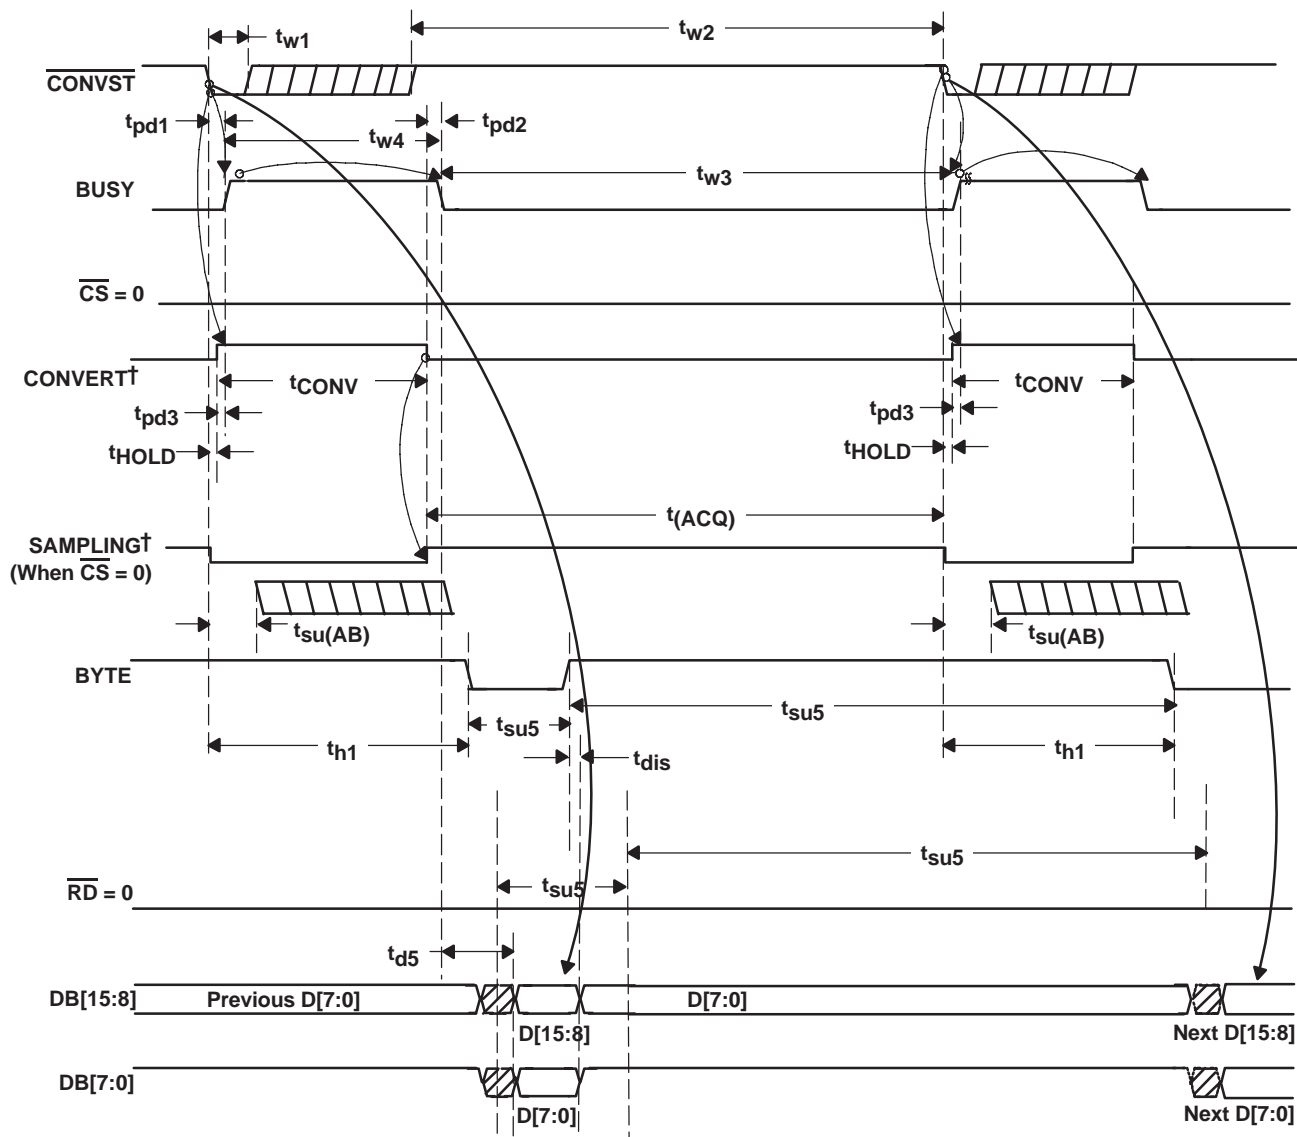 tw1
tw2
CONVST
tpd1
tw4
tpd2
tw3
BUSY
CS = 0
CONVERT†
tCONV
tCONV
tpd3
tpd3
tHOLD
tHOLD
t(ACQ)
SAMPLING†
(When CS = 0)
tsu(AB)
tsu(AB)
BYTE
tsu5
tsu5
th1
th1
tdis
tsu5
tsu5
RD = 0
td5
DB[15:8]
Previous D[7:0]
D[7:0]
D[15:8]
Next D[15:8]
DB[7:0]
D[7:0]
Next D[7:0]